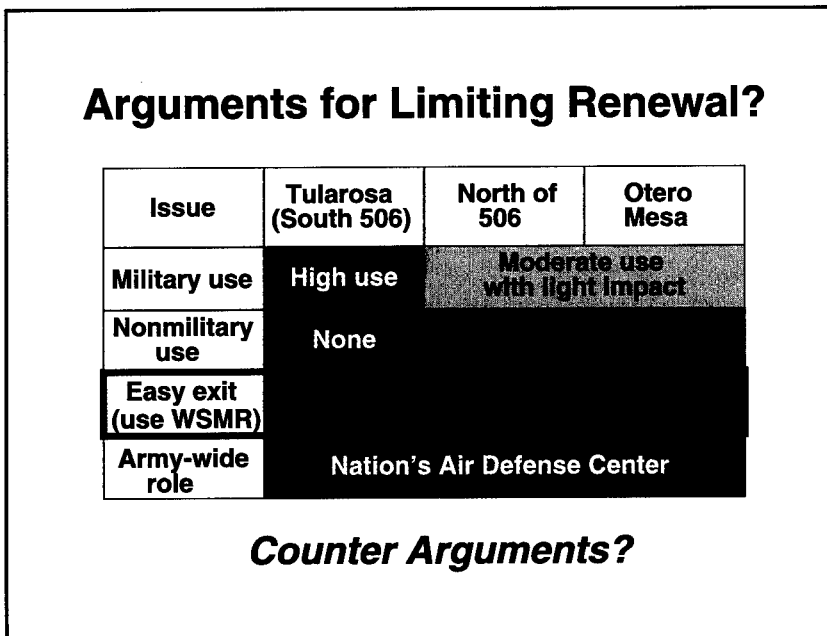 Arguments for Limiting Renewal?
Issue
Tularosa
(South 506)
North of
506
Otero
Mesa
Military use
High use
Moderate use
with light impact
Nonmilitary
use
None
Easy exit
(use WSMR)
Army-wide
role
Nation's Air Defense Center
Counter Arguments?